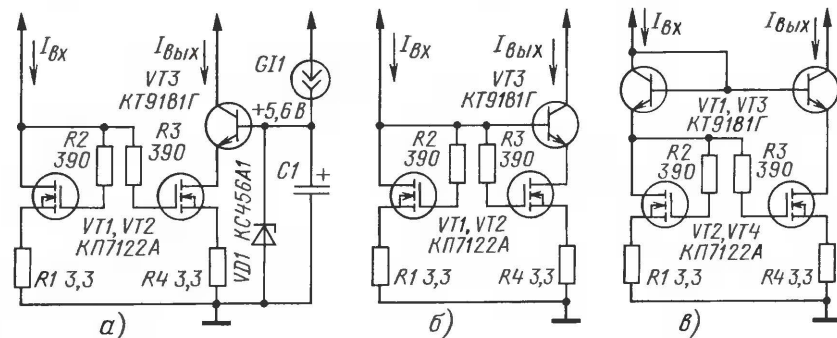 Iвх
Iвых
GI1
VT3
КТ9181Г
+5,6 В
R2
390
R3
390
C1
+
VT1, VT2
КП7122А
VD1 КС456А1
R1 3,3
R4 3,3
а)
Iвх
Iвых
VT3
КТ9181Г
R2
390
R3
390
VT1, VT2
КП7122А
R1 3,3
R4 3,3
б)
Iвх
Iвых
VT1, VT3
КТ9181Г
R2
390
R3
390
VT2, VT4
КП7122А
R1 3,3
R4 3,3
в)